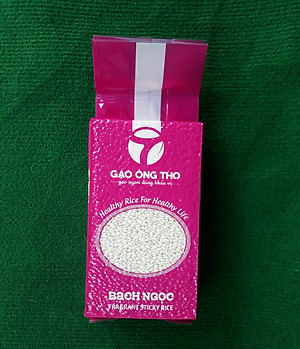 GẠO ÔNG THỌ
gạo ngon đúng khẩu vị
Healthy Rice For Healthy Life
BẠCH NGỌC
FRAGRANT STICKY RICE